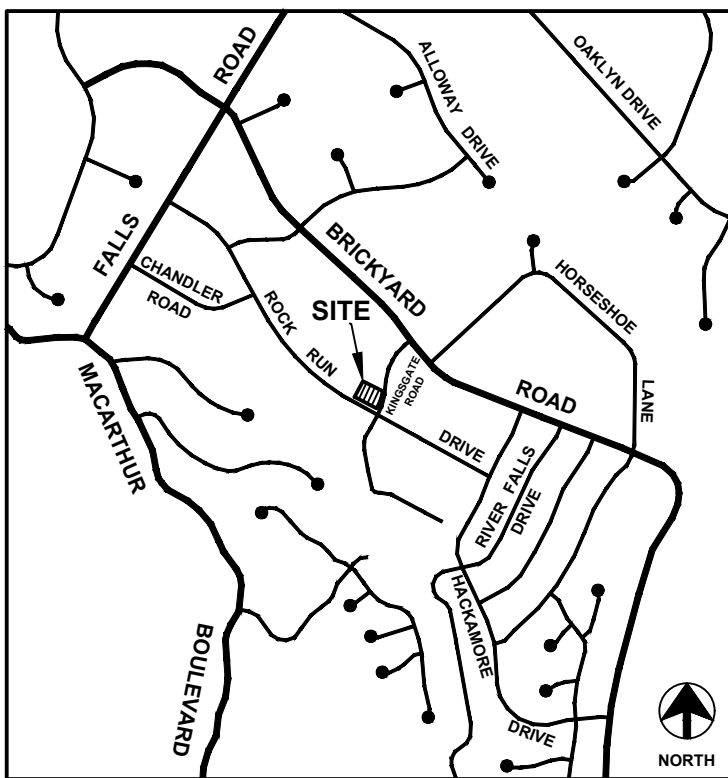 ROAD
FALLS
ALLOWAY
DRIVE
OAKLYN DRIVE
CHANDLER
ROAD
ROCK
RUN
DRIVE
SITE
BRICKYARD
ROAD
KINGSGATE
ROAD
HORSESHOE
LANE
MACARTHUR
BOULEVARD
RIVER FALLS
DRIVE
HACKAMORE
DRIVE
NORTH